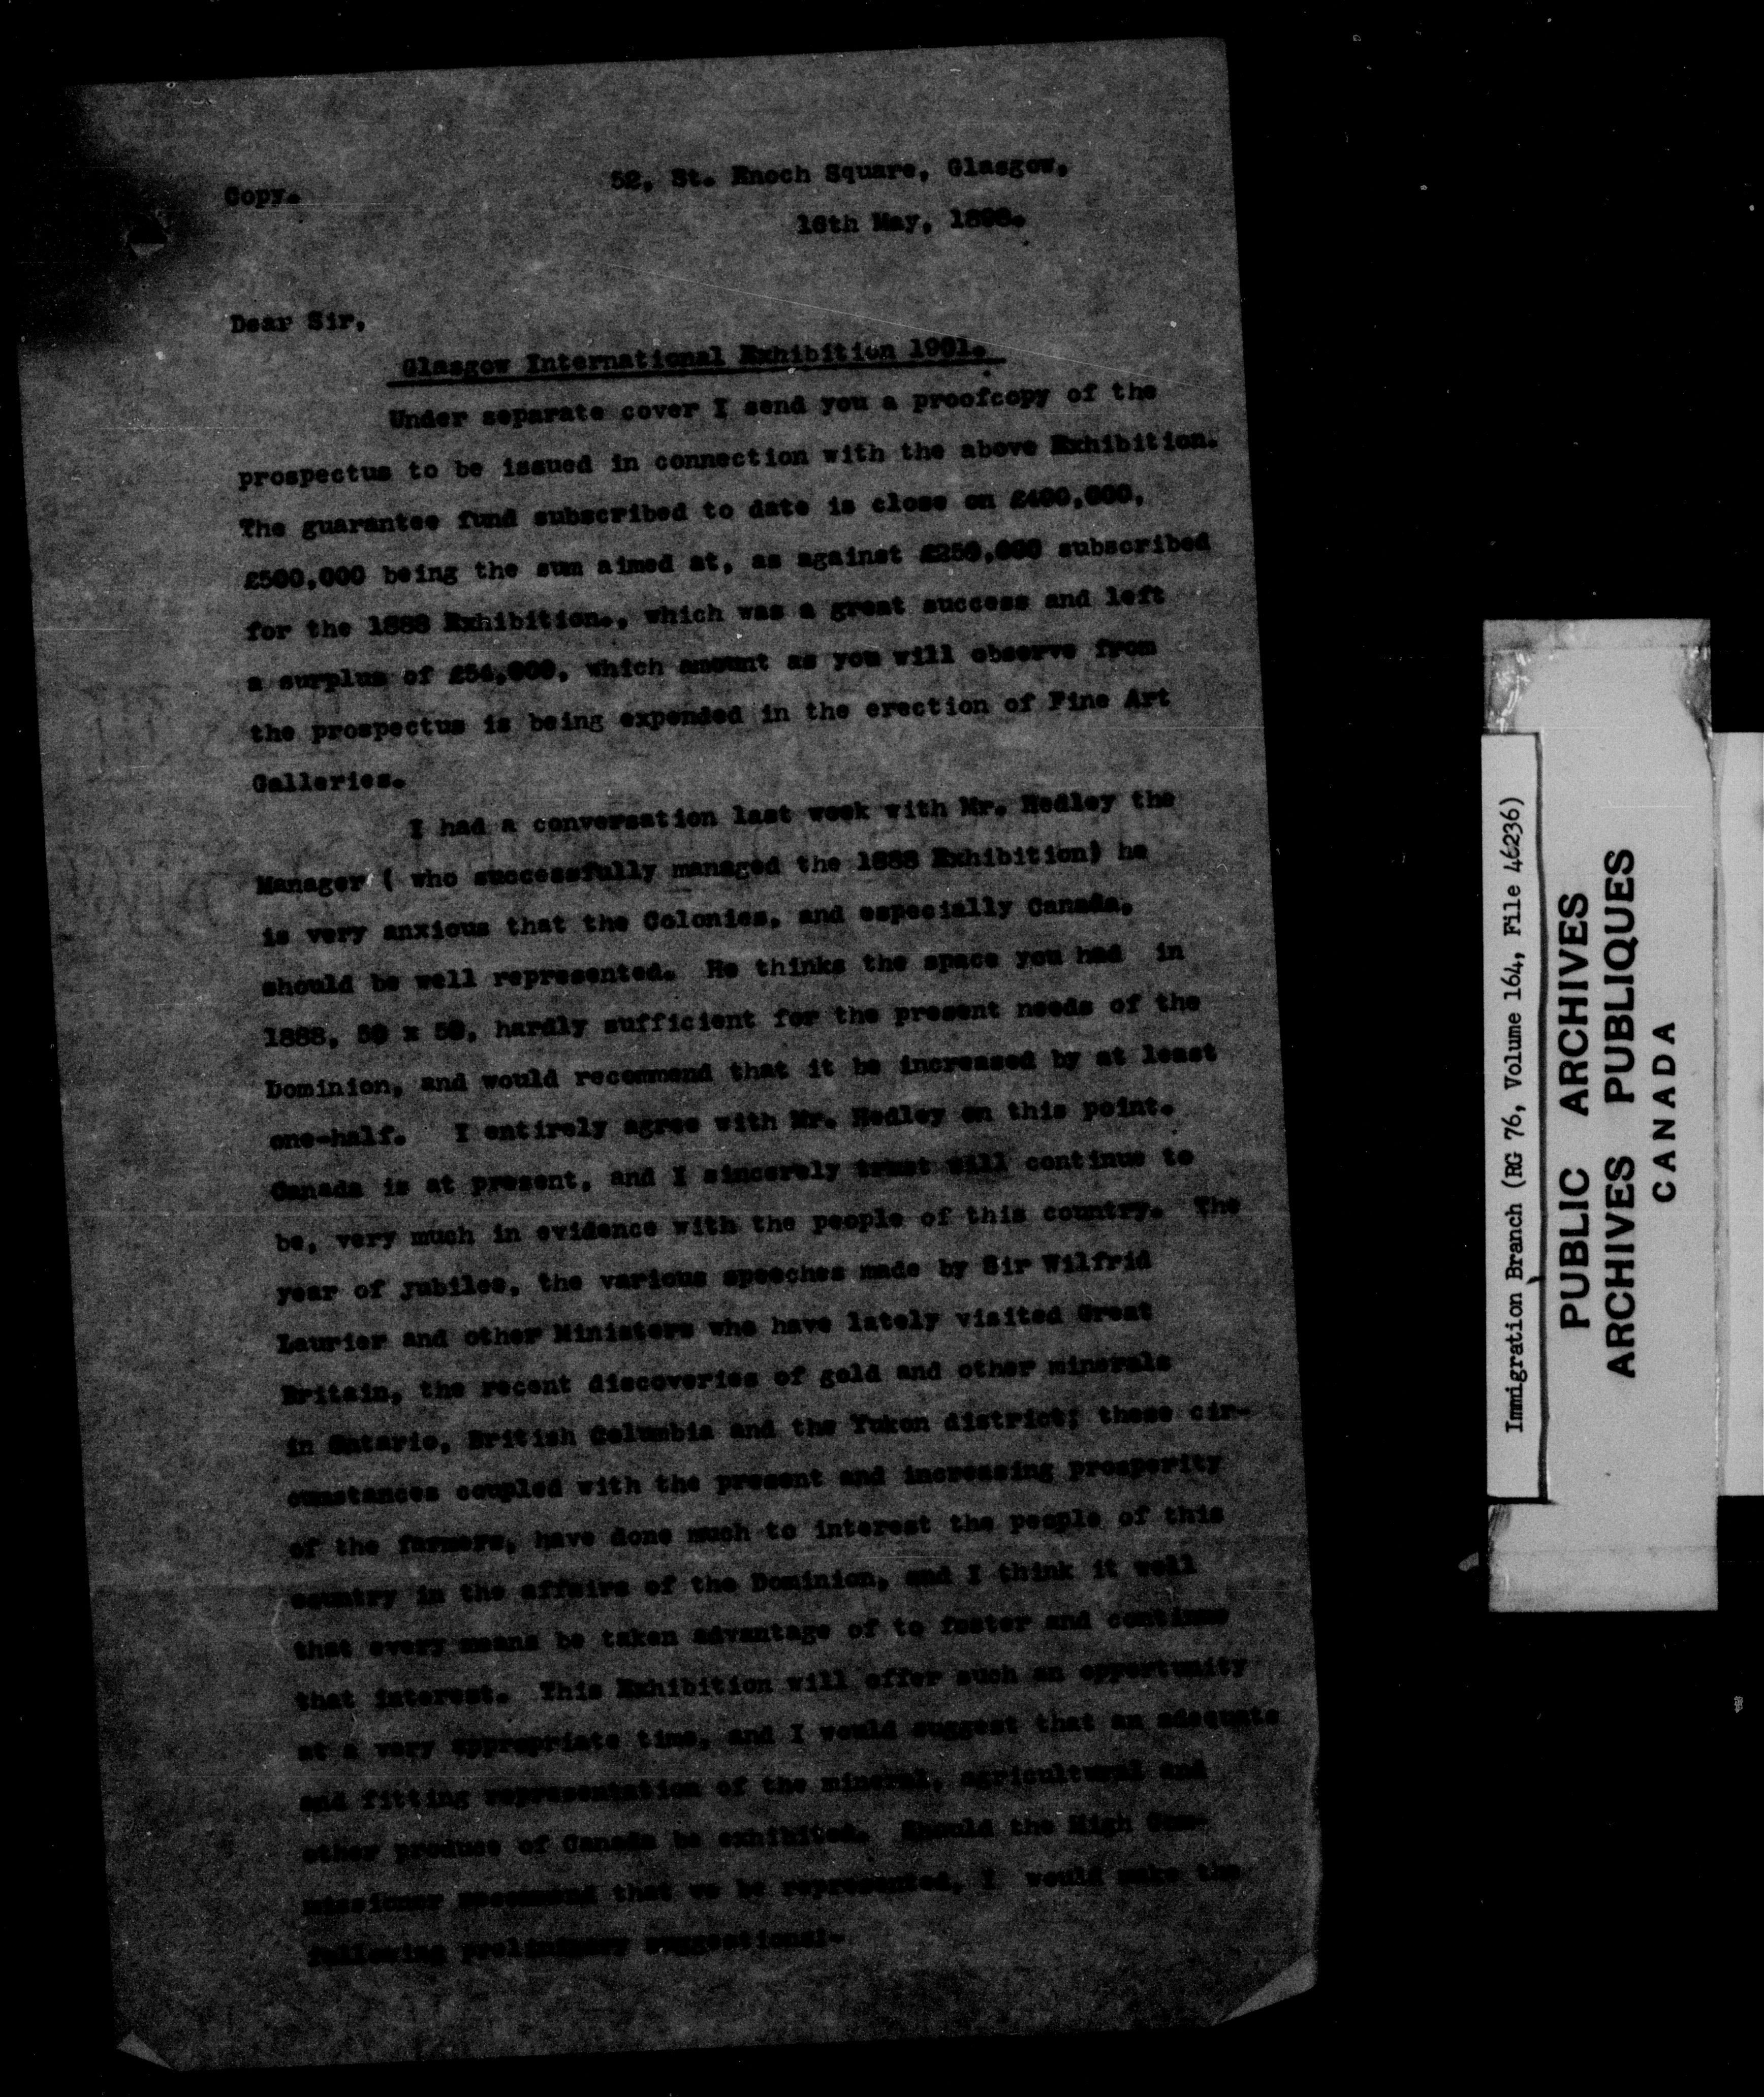 Copy.
52, St. Enoch Square, Glasgow,
16th May, 1898.
Dear Sir,
Glasgow International Exhibition 1901.
Under separate cover I send you a proofcopy of the
prospectus to be issued in connection with the above Exhibition.
The guarantee fund subscribed to date is close on £400,000,
£500,000 being the sum aimed at, as against £250,000 subscribed
for the 1888 Exhibition., which was a great success and left
a surplus of £54,000, which amount as you will observe from
the prospectus is being expended in the erection of Fine Art
Galleries.
I had a conversation last week with Mr. Hedley the
Manager ( who successfully managed the 1888 Exhibition) he
is very anxious that the Colonies, and especially Canada,
should be well represented. He thinks the space you had in
1888, 50 x 50, hardly sufficient for the present needs of the
Dominion, and would recommend that it be increased by at least
one-half. I entirely agree with Mr. Hedley on this point.
Canada is at present, and I sincerely trust will continue to
be, very much in evidence with the people of this country. The
year of jubilee, the various speeches made by Sir Wilfrid
Laurier and other Ministers who have lately visited Great
Britain, the recent discoveries of gold and other minerals
in Ontario, British Columbia and the Yukon district; these cir-
cumstances coupled with the present and increasing prosperity
of the farmers, have done much to interest the people of this
country in the affairs of the Dominion, and I think it well
that every means be taken advantage of to foster and continue
that interest. This Exhibition will offer such an opportunity
at a very appropriate time, and I would suggest that an adequate
and fitting representation of the mineral, agricultural and
other produce of Canada be exhibited. Should the High Com-
missioner recommend that we be represented, I would make the
following preliminary suggestions:-
Immigration Branch (RG 76, Volume 164, File 46236)
PUBLIC ARCHIVES
ARCHIVES PUBLIQUES
CANADA